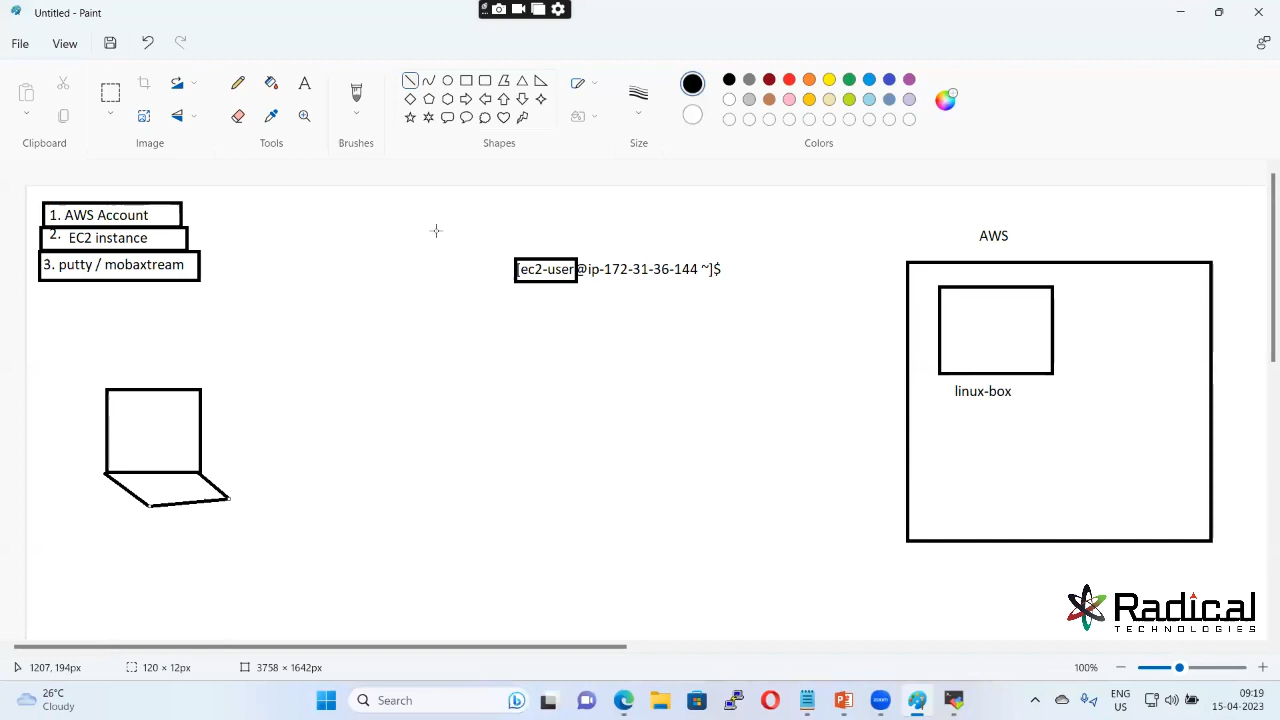 Untitled - Paint
File View
Clipboard Image Tools Brushes Shapes Size Colors
1. AWS Account
2. EC2 instance
3. putty / mobaxtream
AWS
[ec2-user@ip-172-31-36-144 ~]$
linux-box
Radical
TECHNOLOGIES
1207, 194px 120 × 12px 3758 × 1642px 100%
26°C
Cloudy
Search
zoom
ENG
US
09:19
15-04-2023